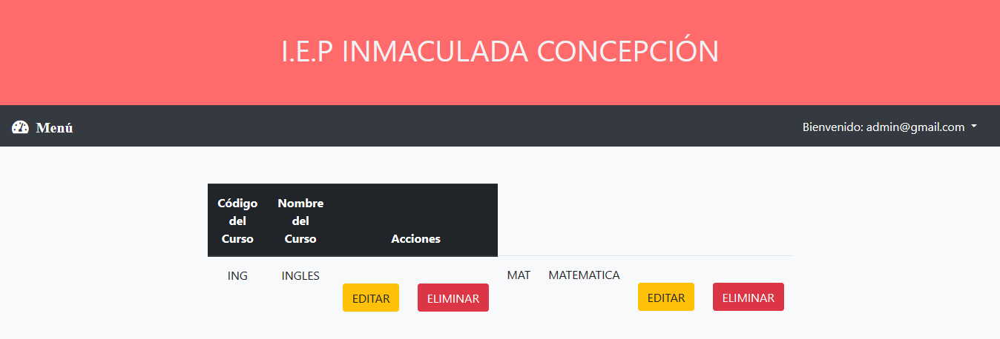 I.E.P INMACULADA CONCEPCIÓN
Menú
Bienvenido: admin@gmail.com
Código del Curso
Nombre del Curso
Acciones
ING
INGLES
EDITAR
ELIMINAR
MAT
MATEMATICA
EDITAR
ELIMINAR